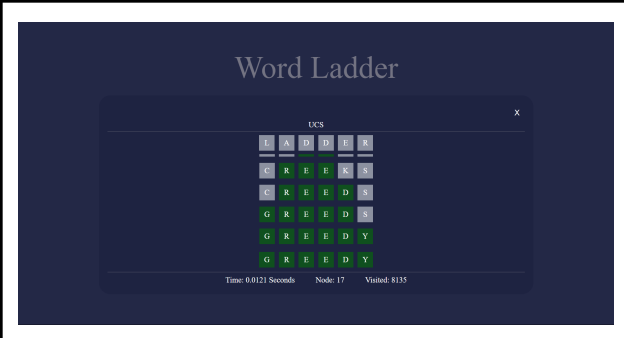 Word Ladder
X
UCS
L A D D E R
C R E E K S
C R E E D S
G R E E D S
G R E E D Y
G R E E D Y
Time: 0.0121 Seconds Node: 17 Visited: 8135